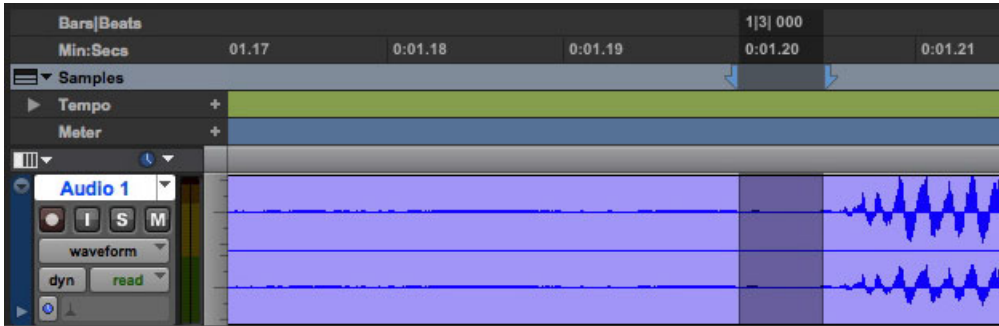 Bars|Beats 1|3| 000
Min:Secs 01.17 0:01.18 0:01.19 0:01.20 0:01.21
Samples
Tempo +
Meter +
Audio 1
I S M
waveform
dyn read